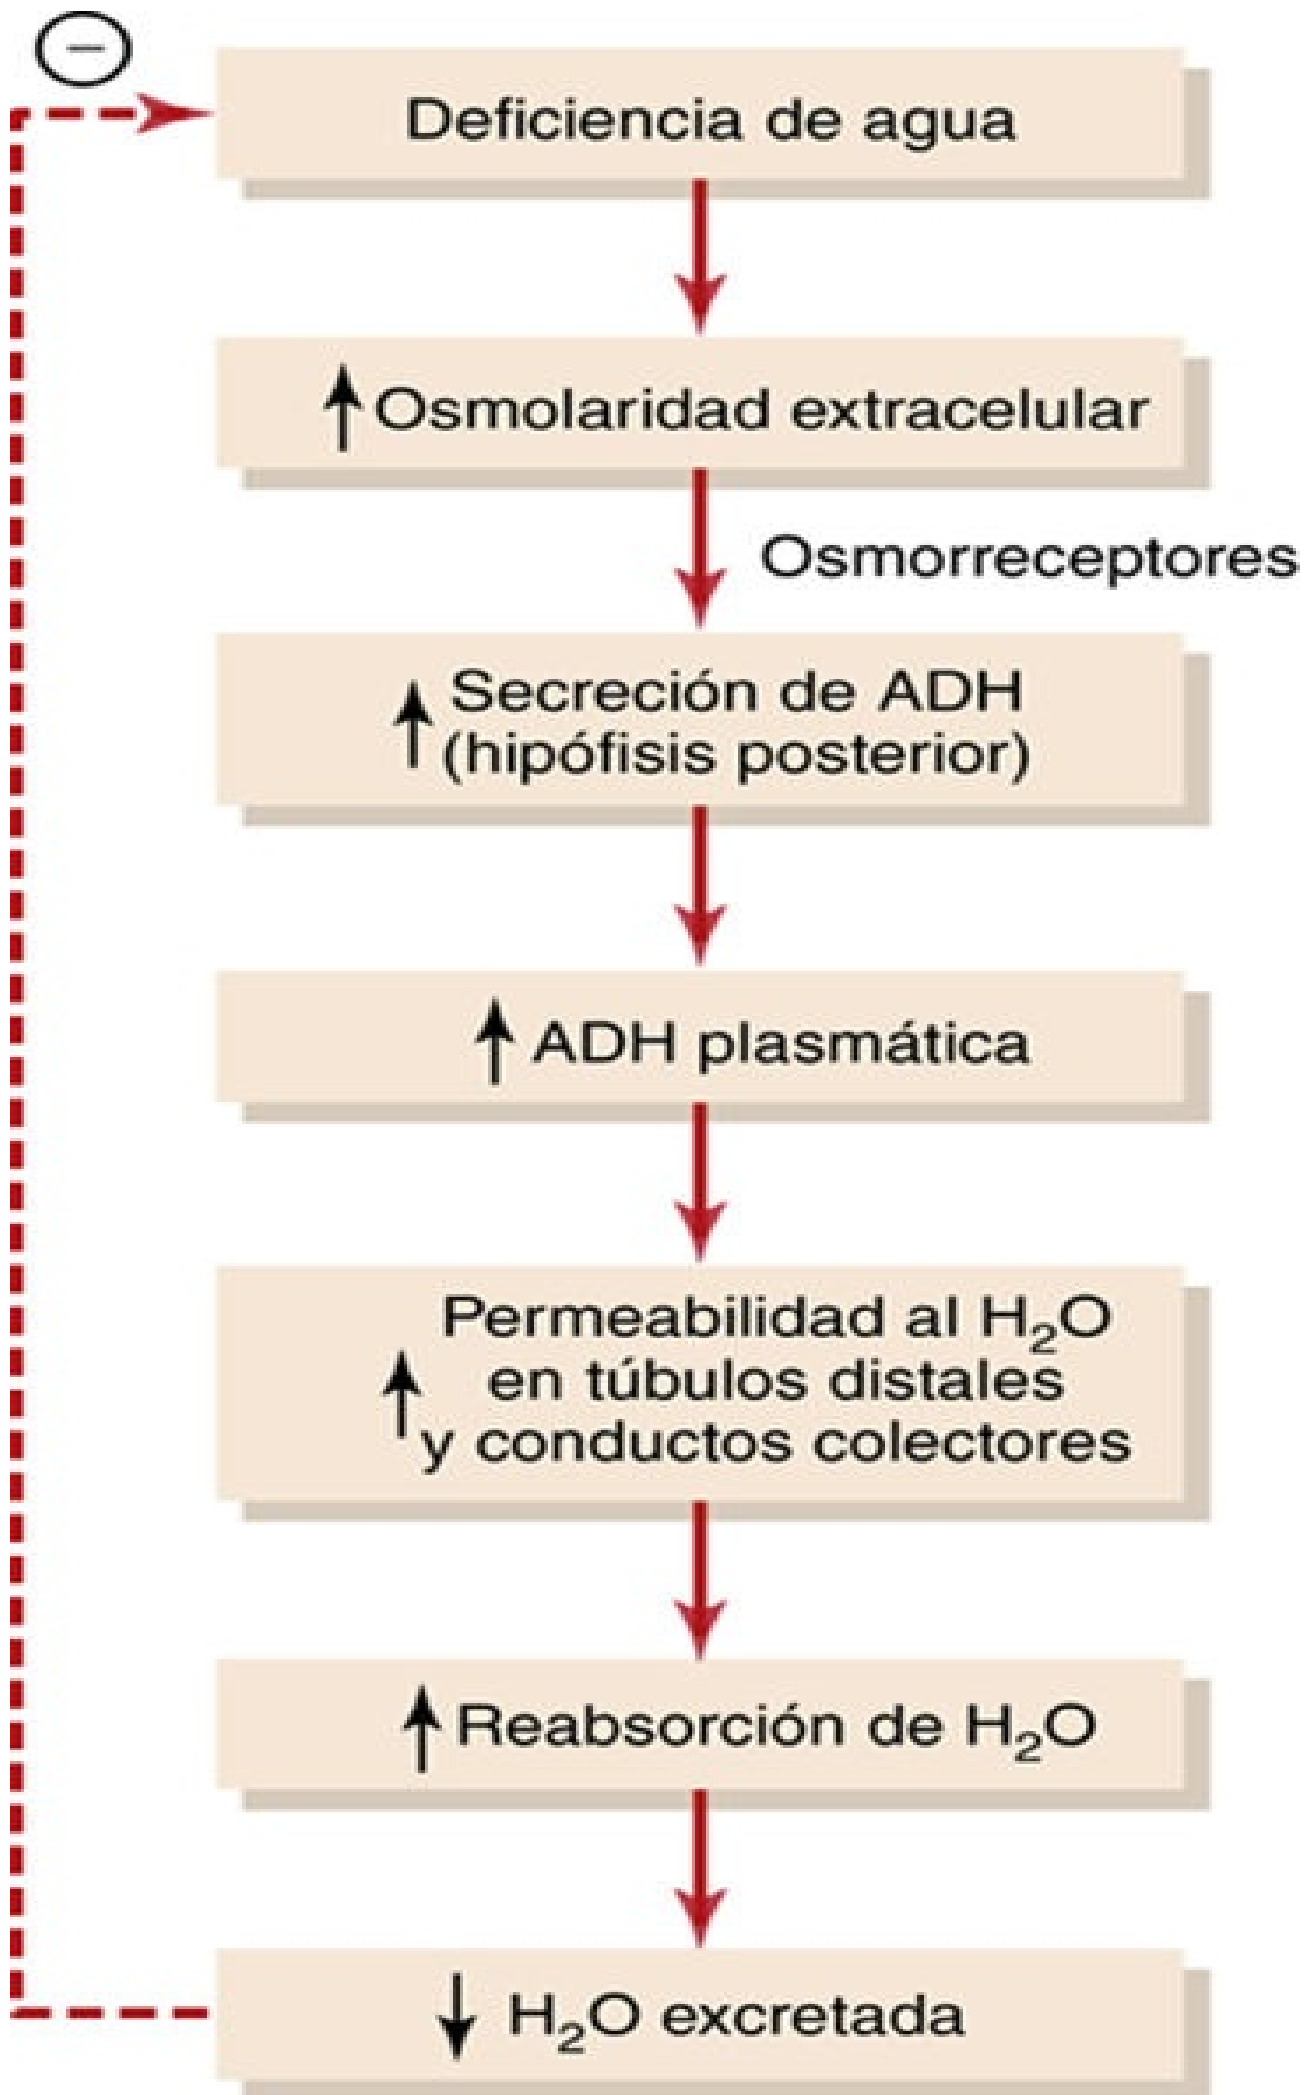 −
Deficiencia de agua
↑ Osmolaridad extracelular
Osmorreceptores
↑ Secreción de ADH
(hipófisis posterior)
↑ ADH plasmática
Permeabilidad al H₂O
↑ en túbulos distales
y conductos colectores
↑ Reabsorción de H₂O
↓ H₂O excretada